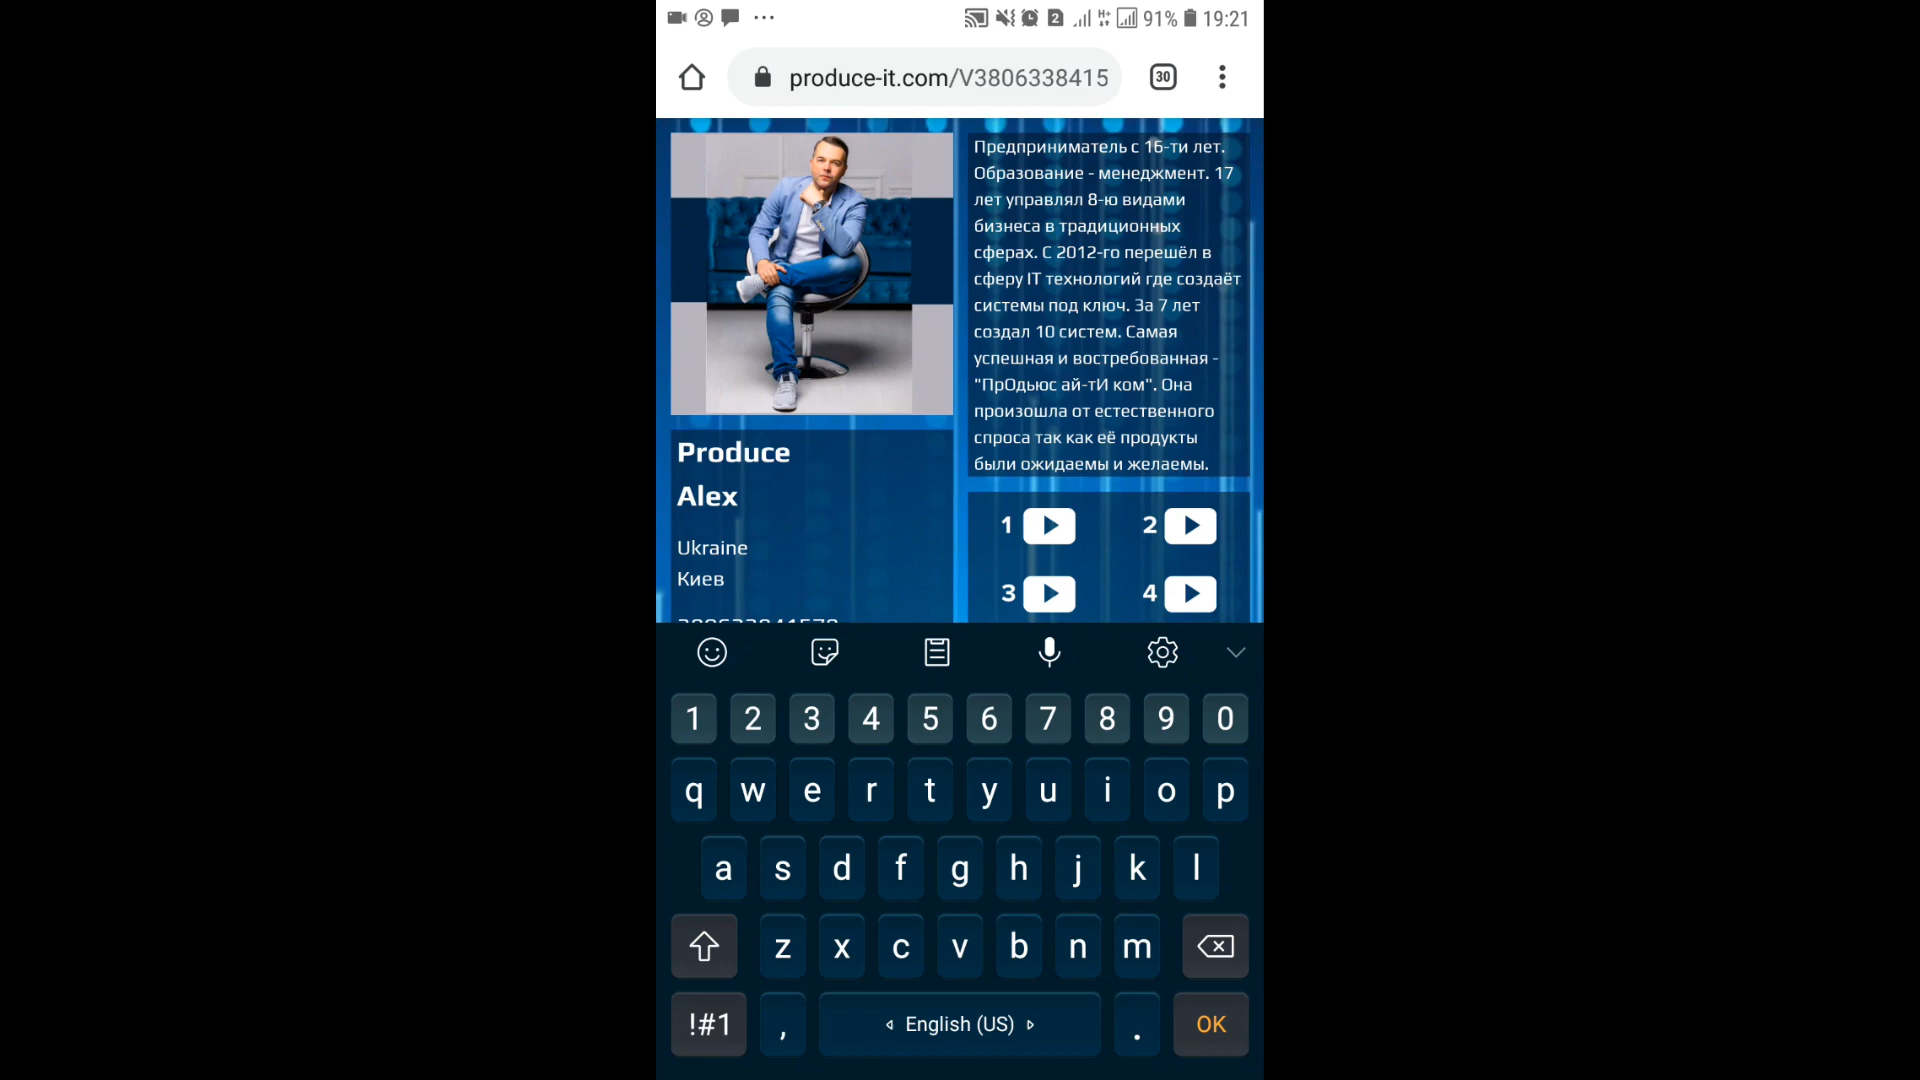 2 H+ 91% 19:21
produce-it.com/V3806338415
30
Предприниматель с 16-ти лет.
Образование - менеджмент. 17
лет управлял 8-ю видами
бизнеса в традиционных
сферах. С 2012-го перешёл в
сферу IT технологий где создаёт
системы под ключ. За 7 лет
создал 10 систем. Самая
успешная и востребованная -
"ПрОдьюс ай-тИ ком". Она
произошла от естественного
спроса так как её продукты
были ожидаемы и желаемы.
Produce
Alex
Ukraine
Киев
1 2
3 4
1 2 3 4 5 6 7 8 9 0
q w e r t y u i o p
a s d f g h j k l
z x c v b n m
!#1 , English (US) . OK